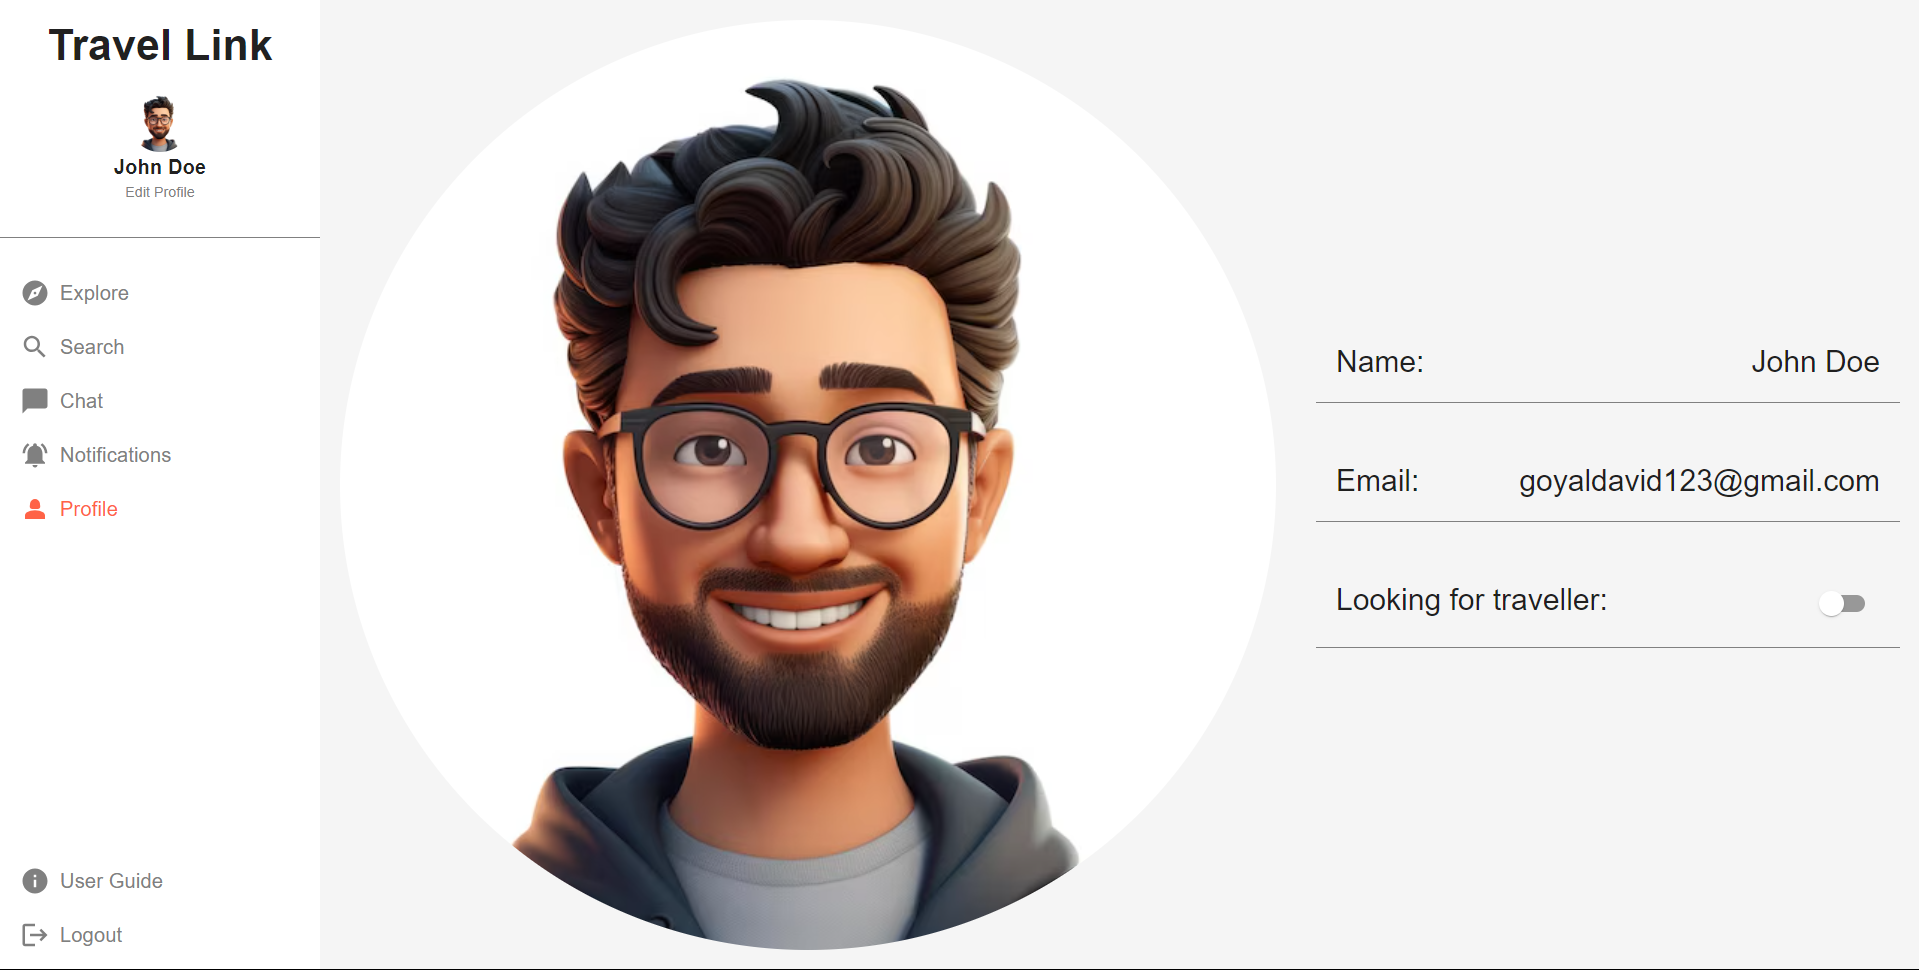 Travel Link
John Doe
Edit Profile
Explore
Search
Chat
Notifications
Profile
User Guide
Logout
Name: John Doe
Email: goyaldavid123@gmail.com
Looking for traveller: